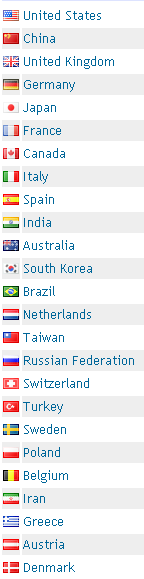 United States
China
United Kingdom
Germany
Japan
France
Canada
Italy
Spain
India
Australia
South Korea
Brazil
Netherlands
Taiwan
Russian Federation
Switzerland
Turkey
Sweden
Poland
Belgium
Iran
Greece
Austria
Denmark